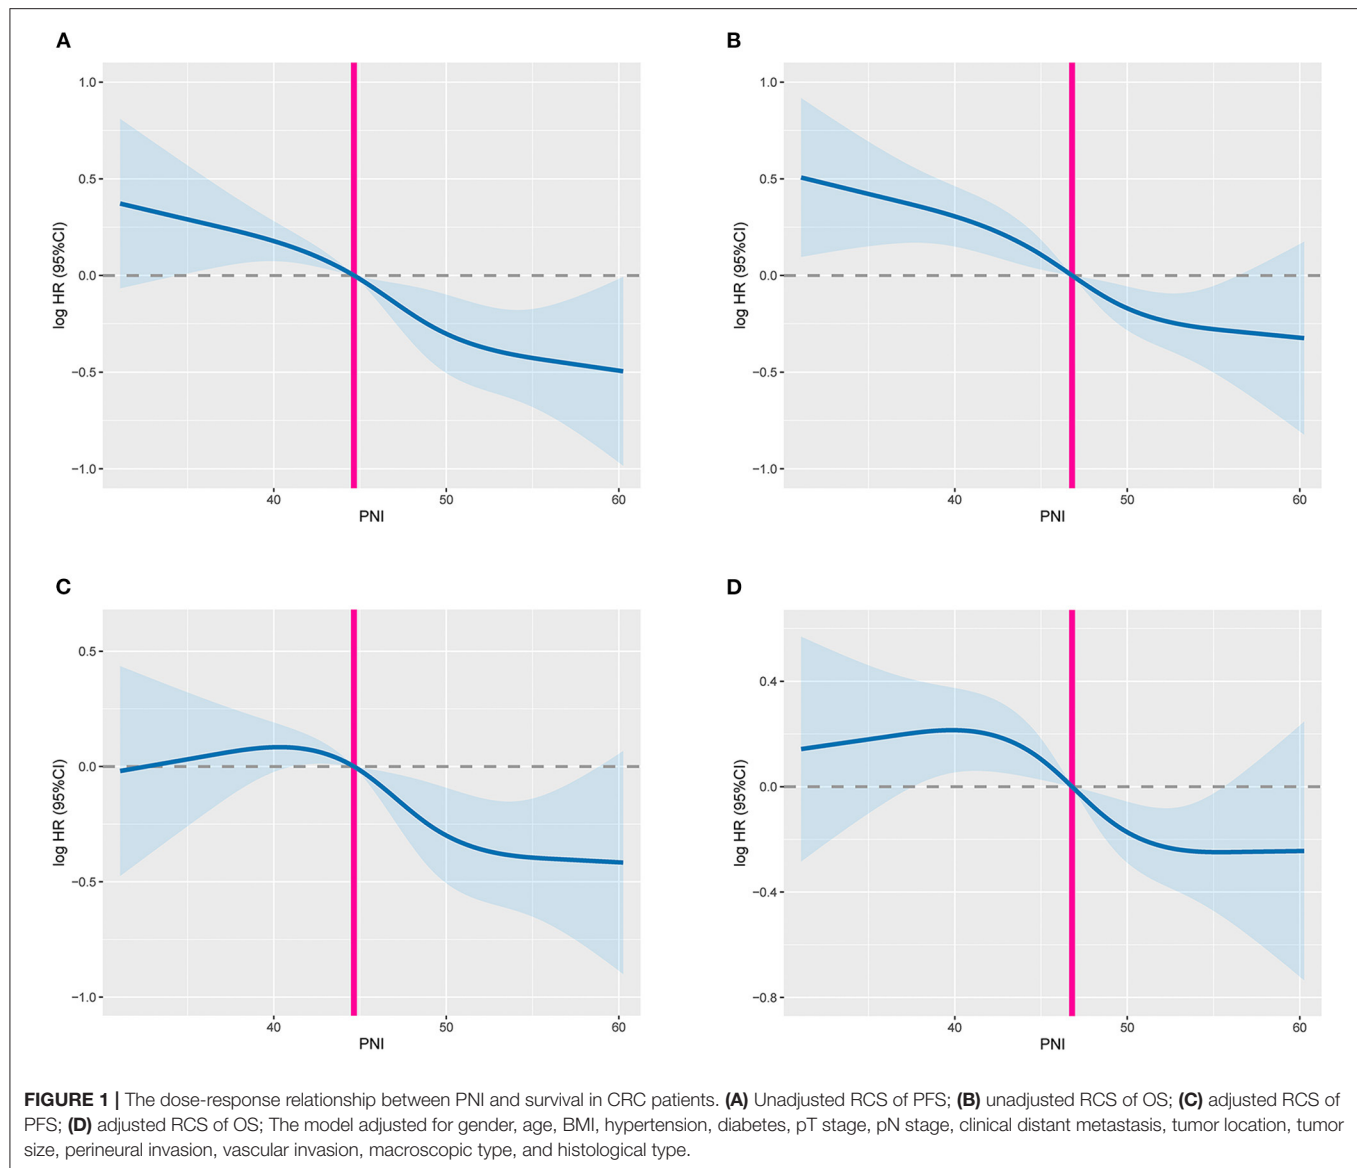 A
1.0
0.5
0.0
−0.5
−1.0
log HR (95%CI)
40
50
60
PNI
B
1.0
0.5
0.0
−0.5
−1.0
log HR (95%CI)
40
50
60
PNI
C
0.5
0.0
−0.5
−1.0
log HR (95%CI)
40
50
60
PNI
D
0.4
0.0
−0.4
−0.8
log HR (95%CI)
40
50
60
PNI
FIGURE 1 | The dose-response relationship between PNI and survival in CRC patients. (A) Unadjusted RCS of PFS; (B) unadjusted RCS of OS; (C) adjusted RCS of
PFS; (D) adjusted RCS of OS; The model adjusted for gender, age, BMI, hypertension, diabetes, pT stage, pN stage, clinical distant metastasis, tumor location, tumor
size, perineural invasion, vascular invasion, macroscopic type, and histological type.